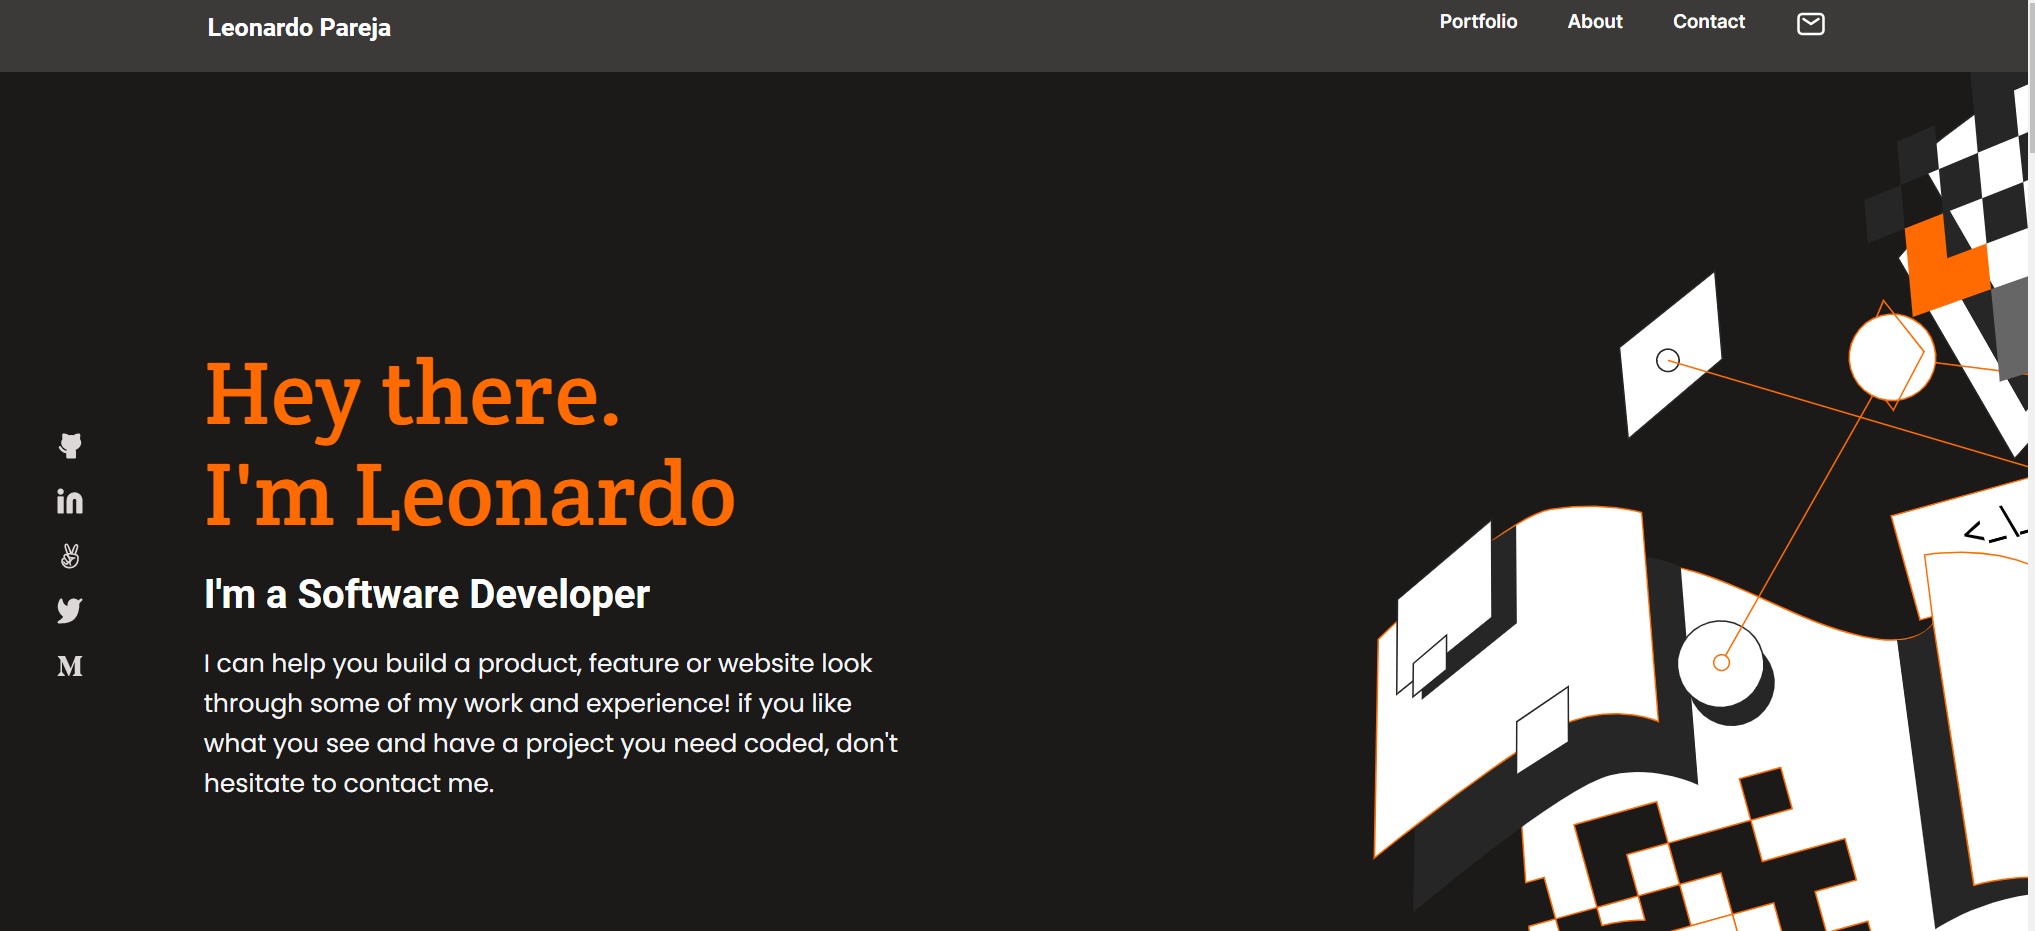 Leonardo Pareja
Portfolio
About
Contact
Hey there.
I'm Leonardo
I'm a Software Developer
I can help you build a product, feature or website look
through some of my work and experience! if you like
what you see and have a project you need coded, don't
hesitate to contact me.
<_\_